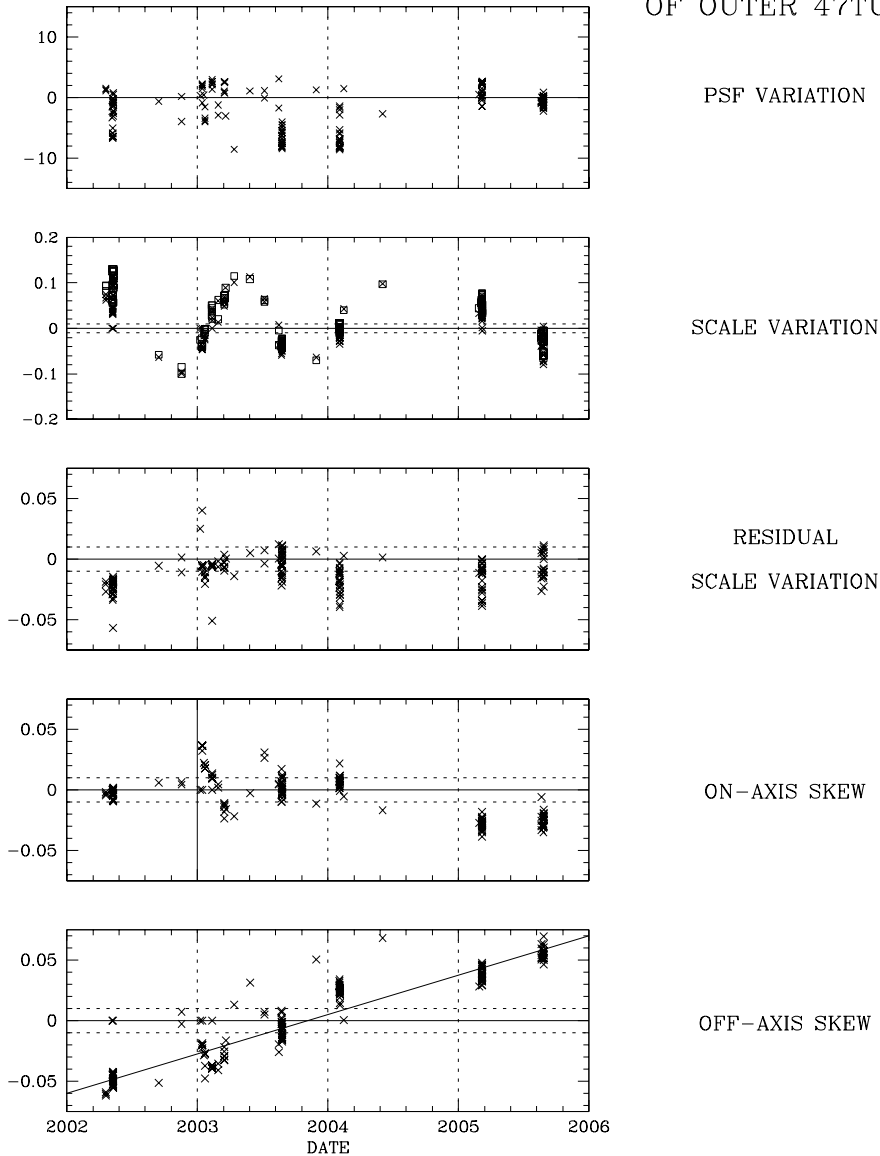 OF OUTER 47TU
10
0
−10
PSF VARIATION
0.2
0.1
0
−0.1
−0.2
SCALE VARIATION
0.05
0
−0.05
RESIDUAL
SCALE VARIATION
0.05
0
−0.05
ON−AXIS SKEW
0.05
0
−0.05
OFF−AXIS SKEW
2002 2003 2004 2005 2006
DATE